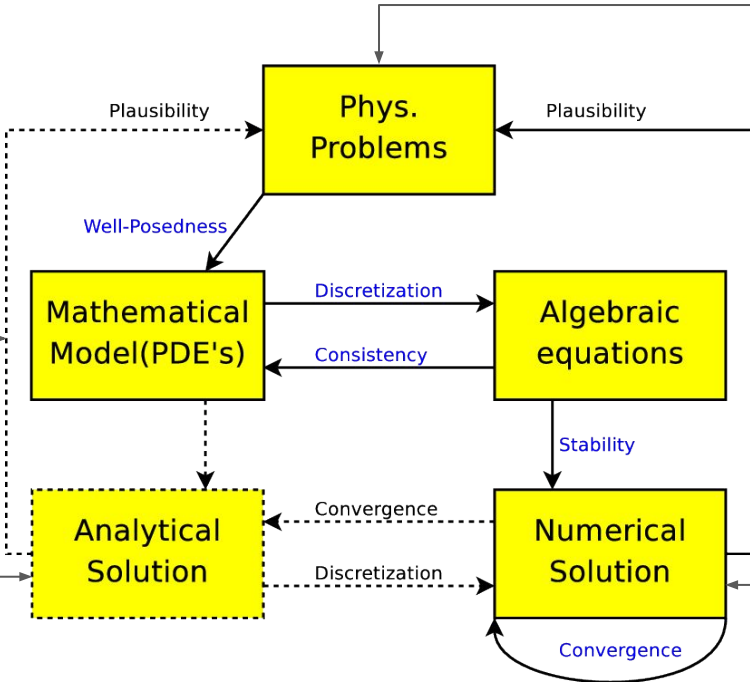 Plausibility
Phys.
Problems
Plausibility
Well-Posedness
Mathematical
Model(PDE's)
Discretization
Consistency
Algebraic
equations
Stability
Analytical
Solution
Convergence
Discretization
Numerical
Solution
Convergence